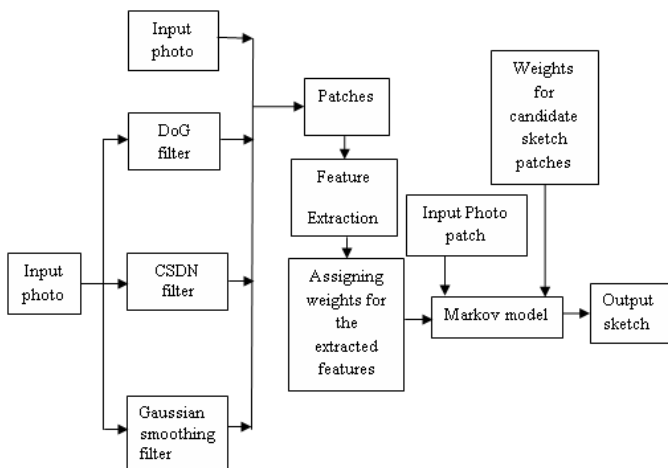 Input
photo
DoG
filter
Input
photo
CSDN
filter
Gaussian
smoothing
filter
Patches
Feature
Extraction
Assigning
weights for
the
extracted
features
Input Photo
patch
Weights
for
candidate
sketch
patches
Markov model
Output
sketch